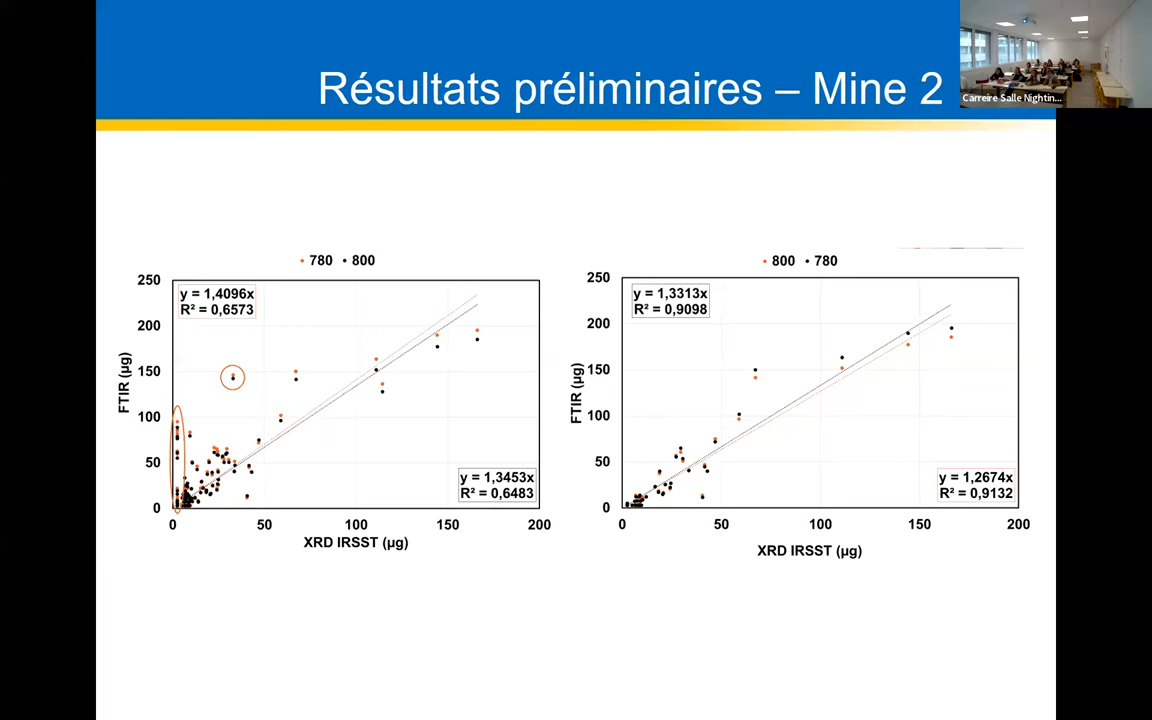 Résultats préliminaires – Mine 2
Carreire Salle Nightin...
780 800
y = 1,4096x
R² = 0,6573
y = 1,3453x
R² = 0,6483
250
200
150
100
50
0
FTIR (µg)
0 50 100 150 200
XRD IRSST (µg)
800 780
y = 1,3313x
R² = 0,9098
y = 1,2674x
R² = 0,9132
250
200
150
100
50
0
FTIR (µg)
0 50 100 150 200
XRD IRSST (µg)